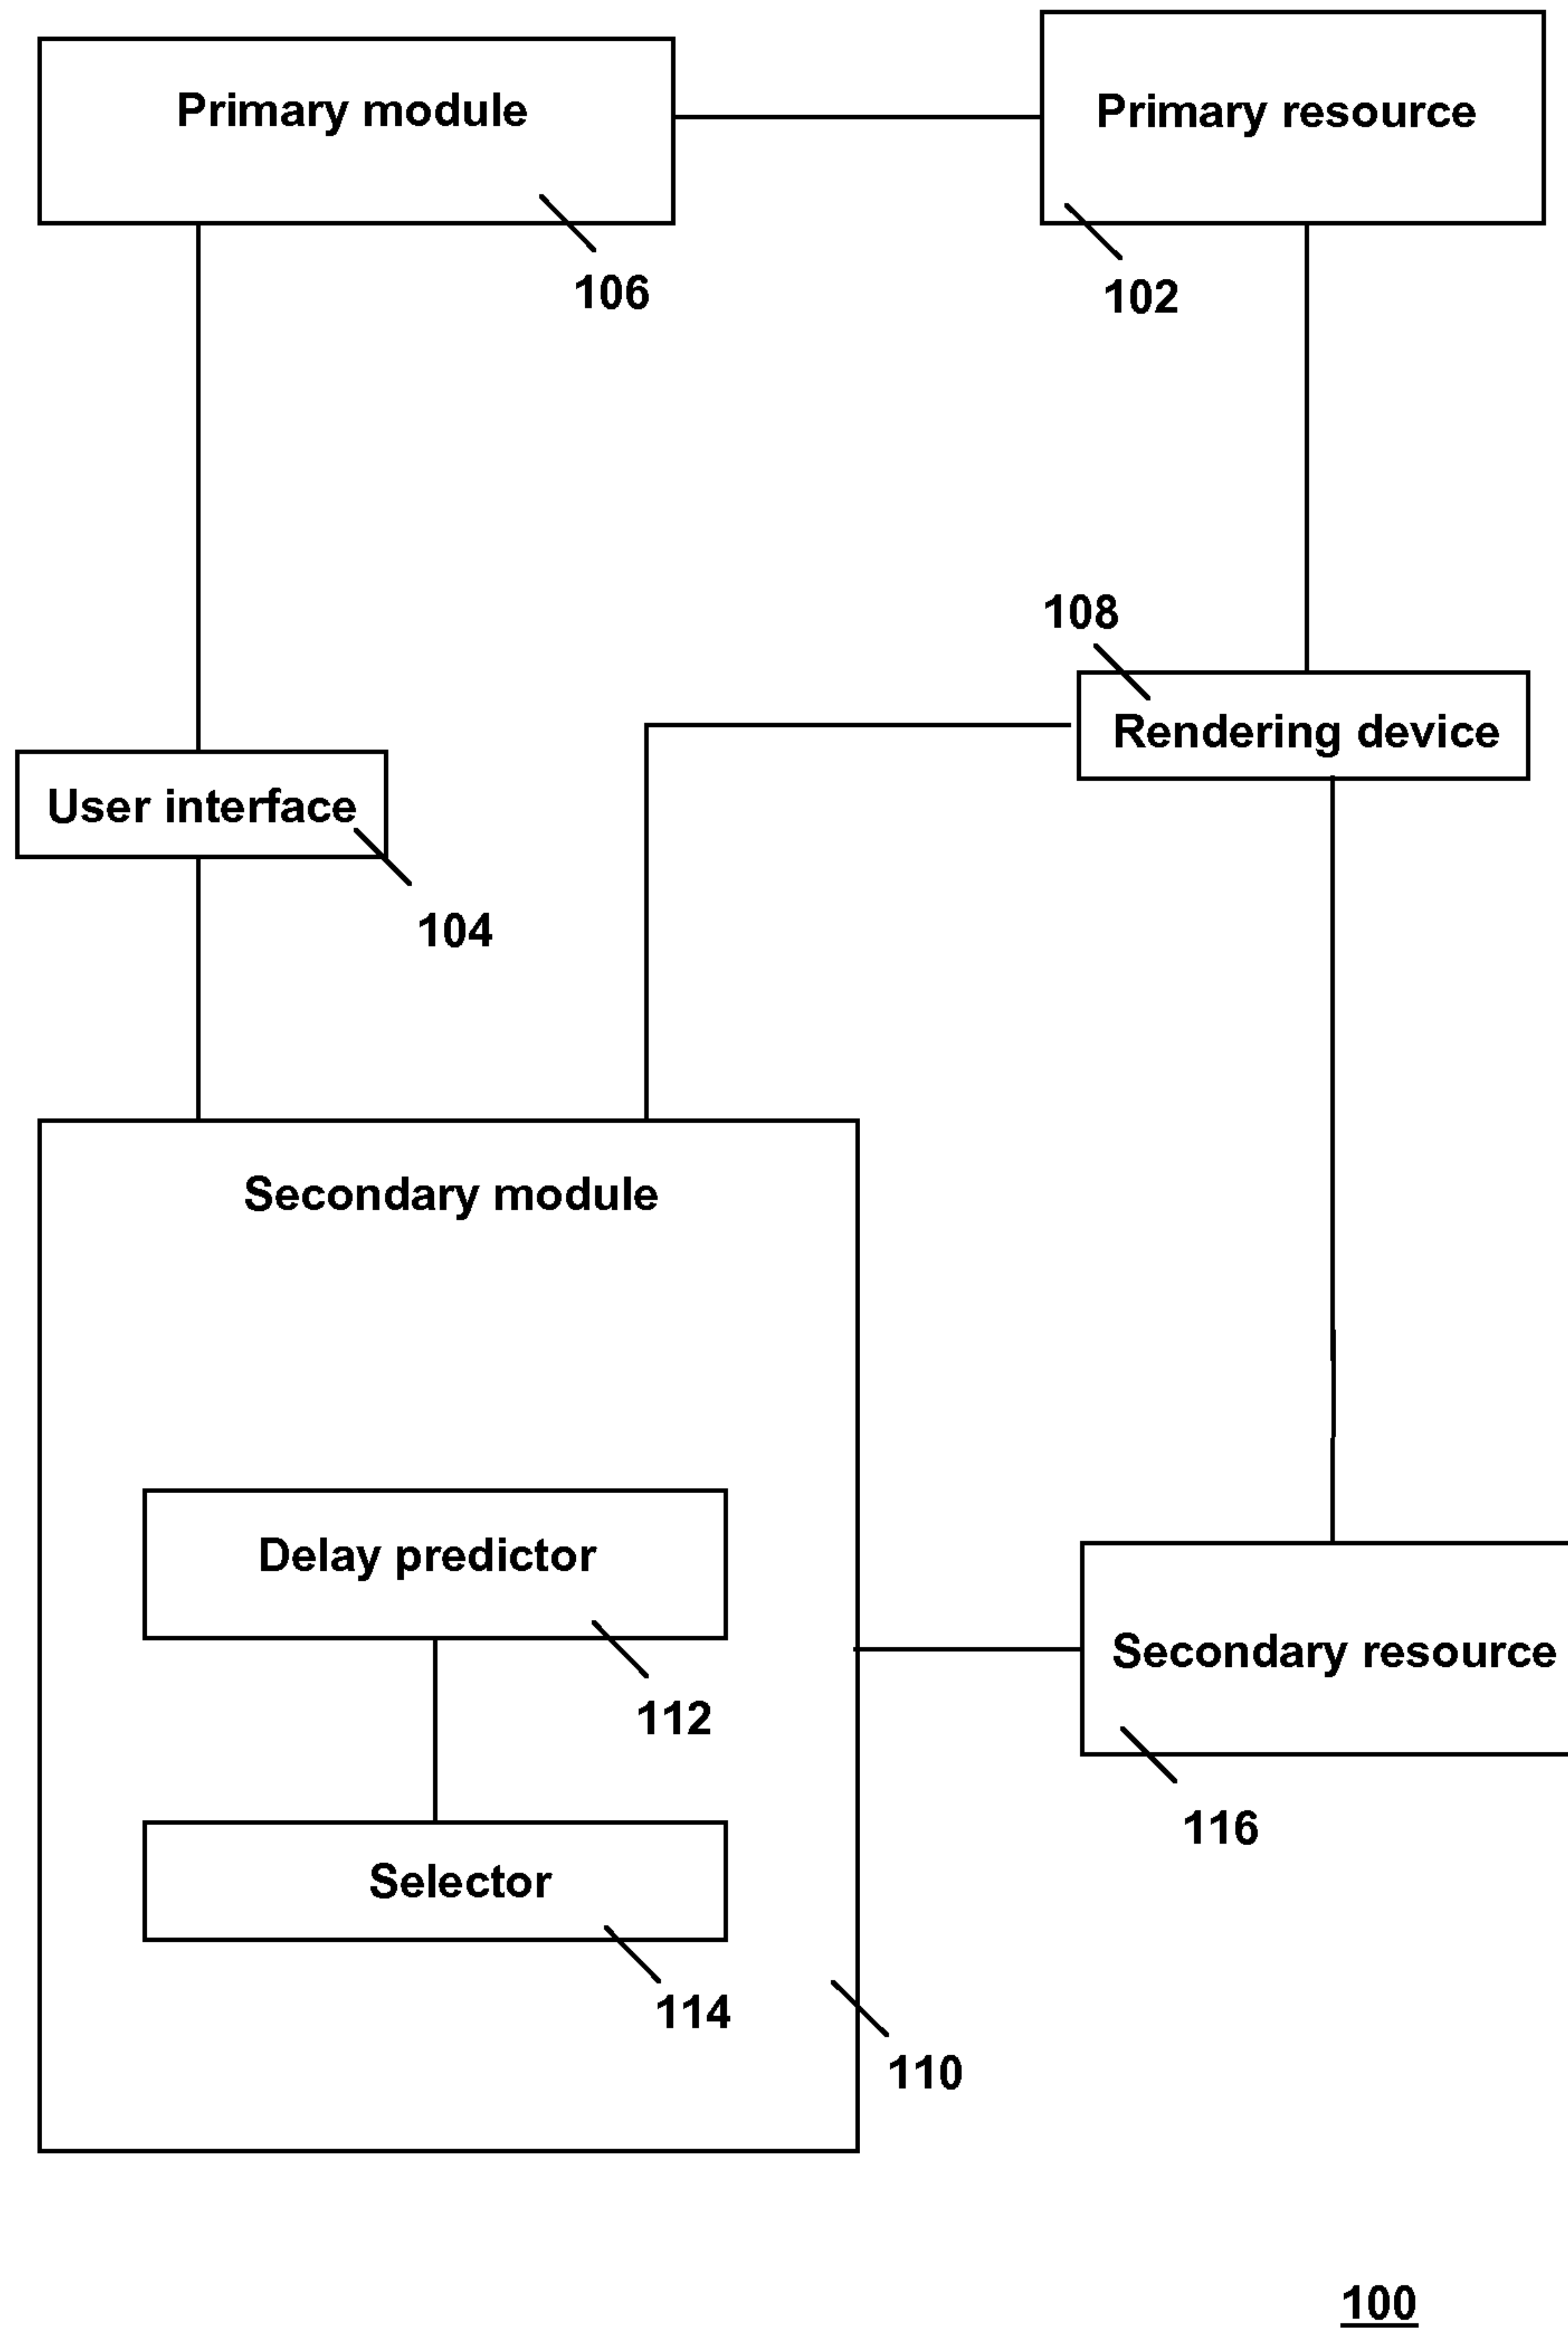 Primary module
Primary resource
106
102
108
Rendering device
User interface
104
Secondary module
Delay predictor
Secondary resource
112
116
Selector
114
110
100